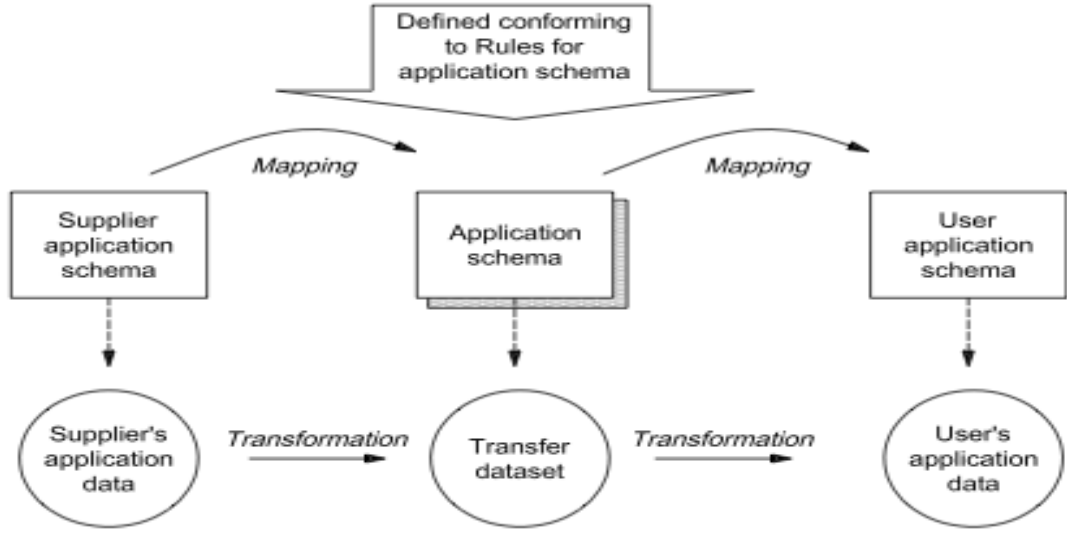 Defined conforming
to Rules for
application schema
Mapping
Mapping
Supplier
application
schema
Application
schema
User
application
schema
Supplier's
application
data
Transformation
Transfer
dataset
Transformation
User's
application
data